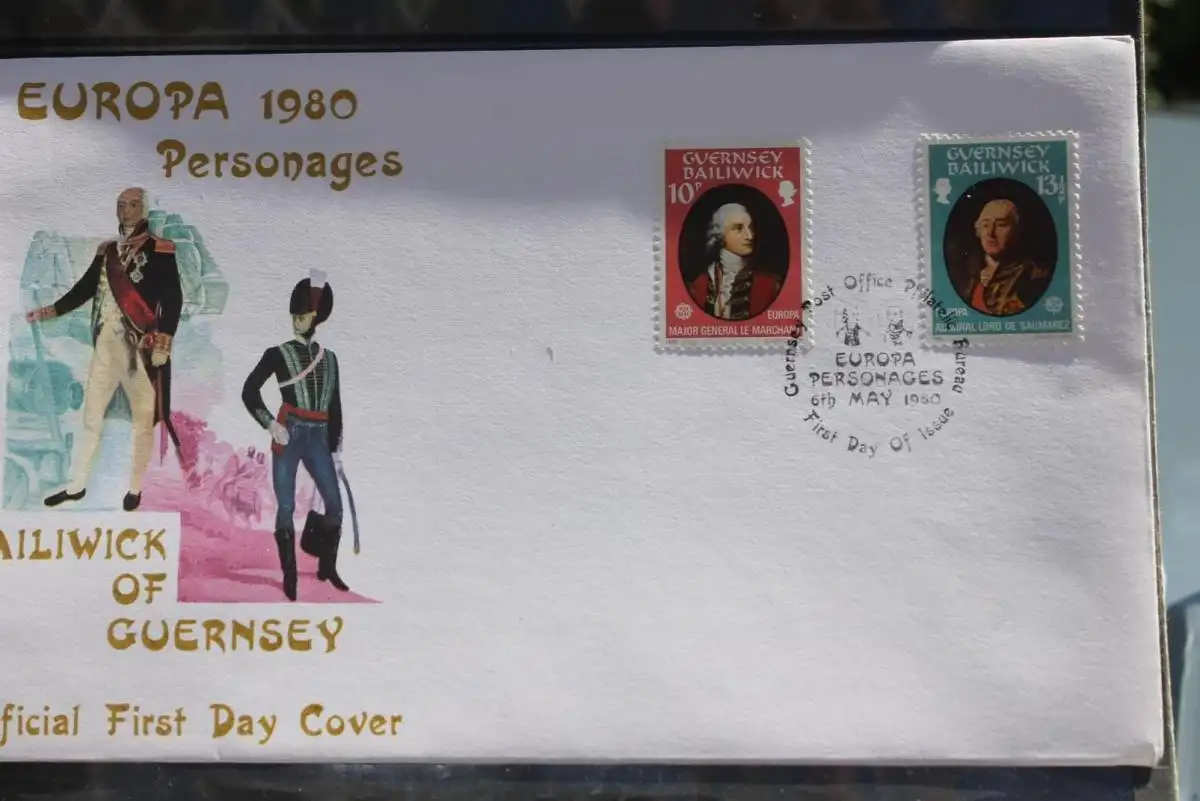 EUROPA 1980
Personages
AILIWICK
OF
GUERNSEY
ficial First Day Cover
GUERNSEY
BAILIWICK
10P
EUROPA
MAJOR GENERAL LE MARCHAN
GUERNSEY
BAILIWICK
13½P
EUROPA
ADMIRAL LORD DE SAUMAREZ
Guernsey Post Office Philatelic Bureau
EUROPA
PERSONAGES
6th MAY 1980
First Day Of Issue